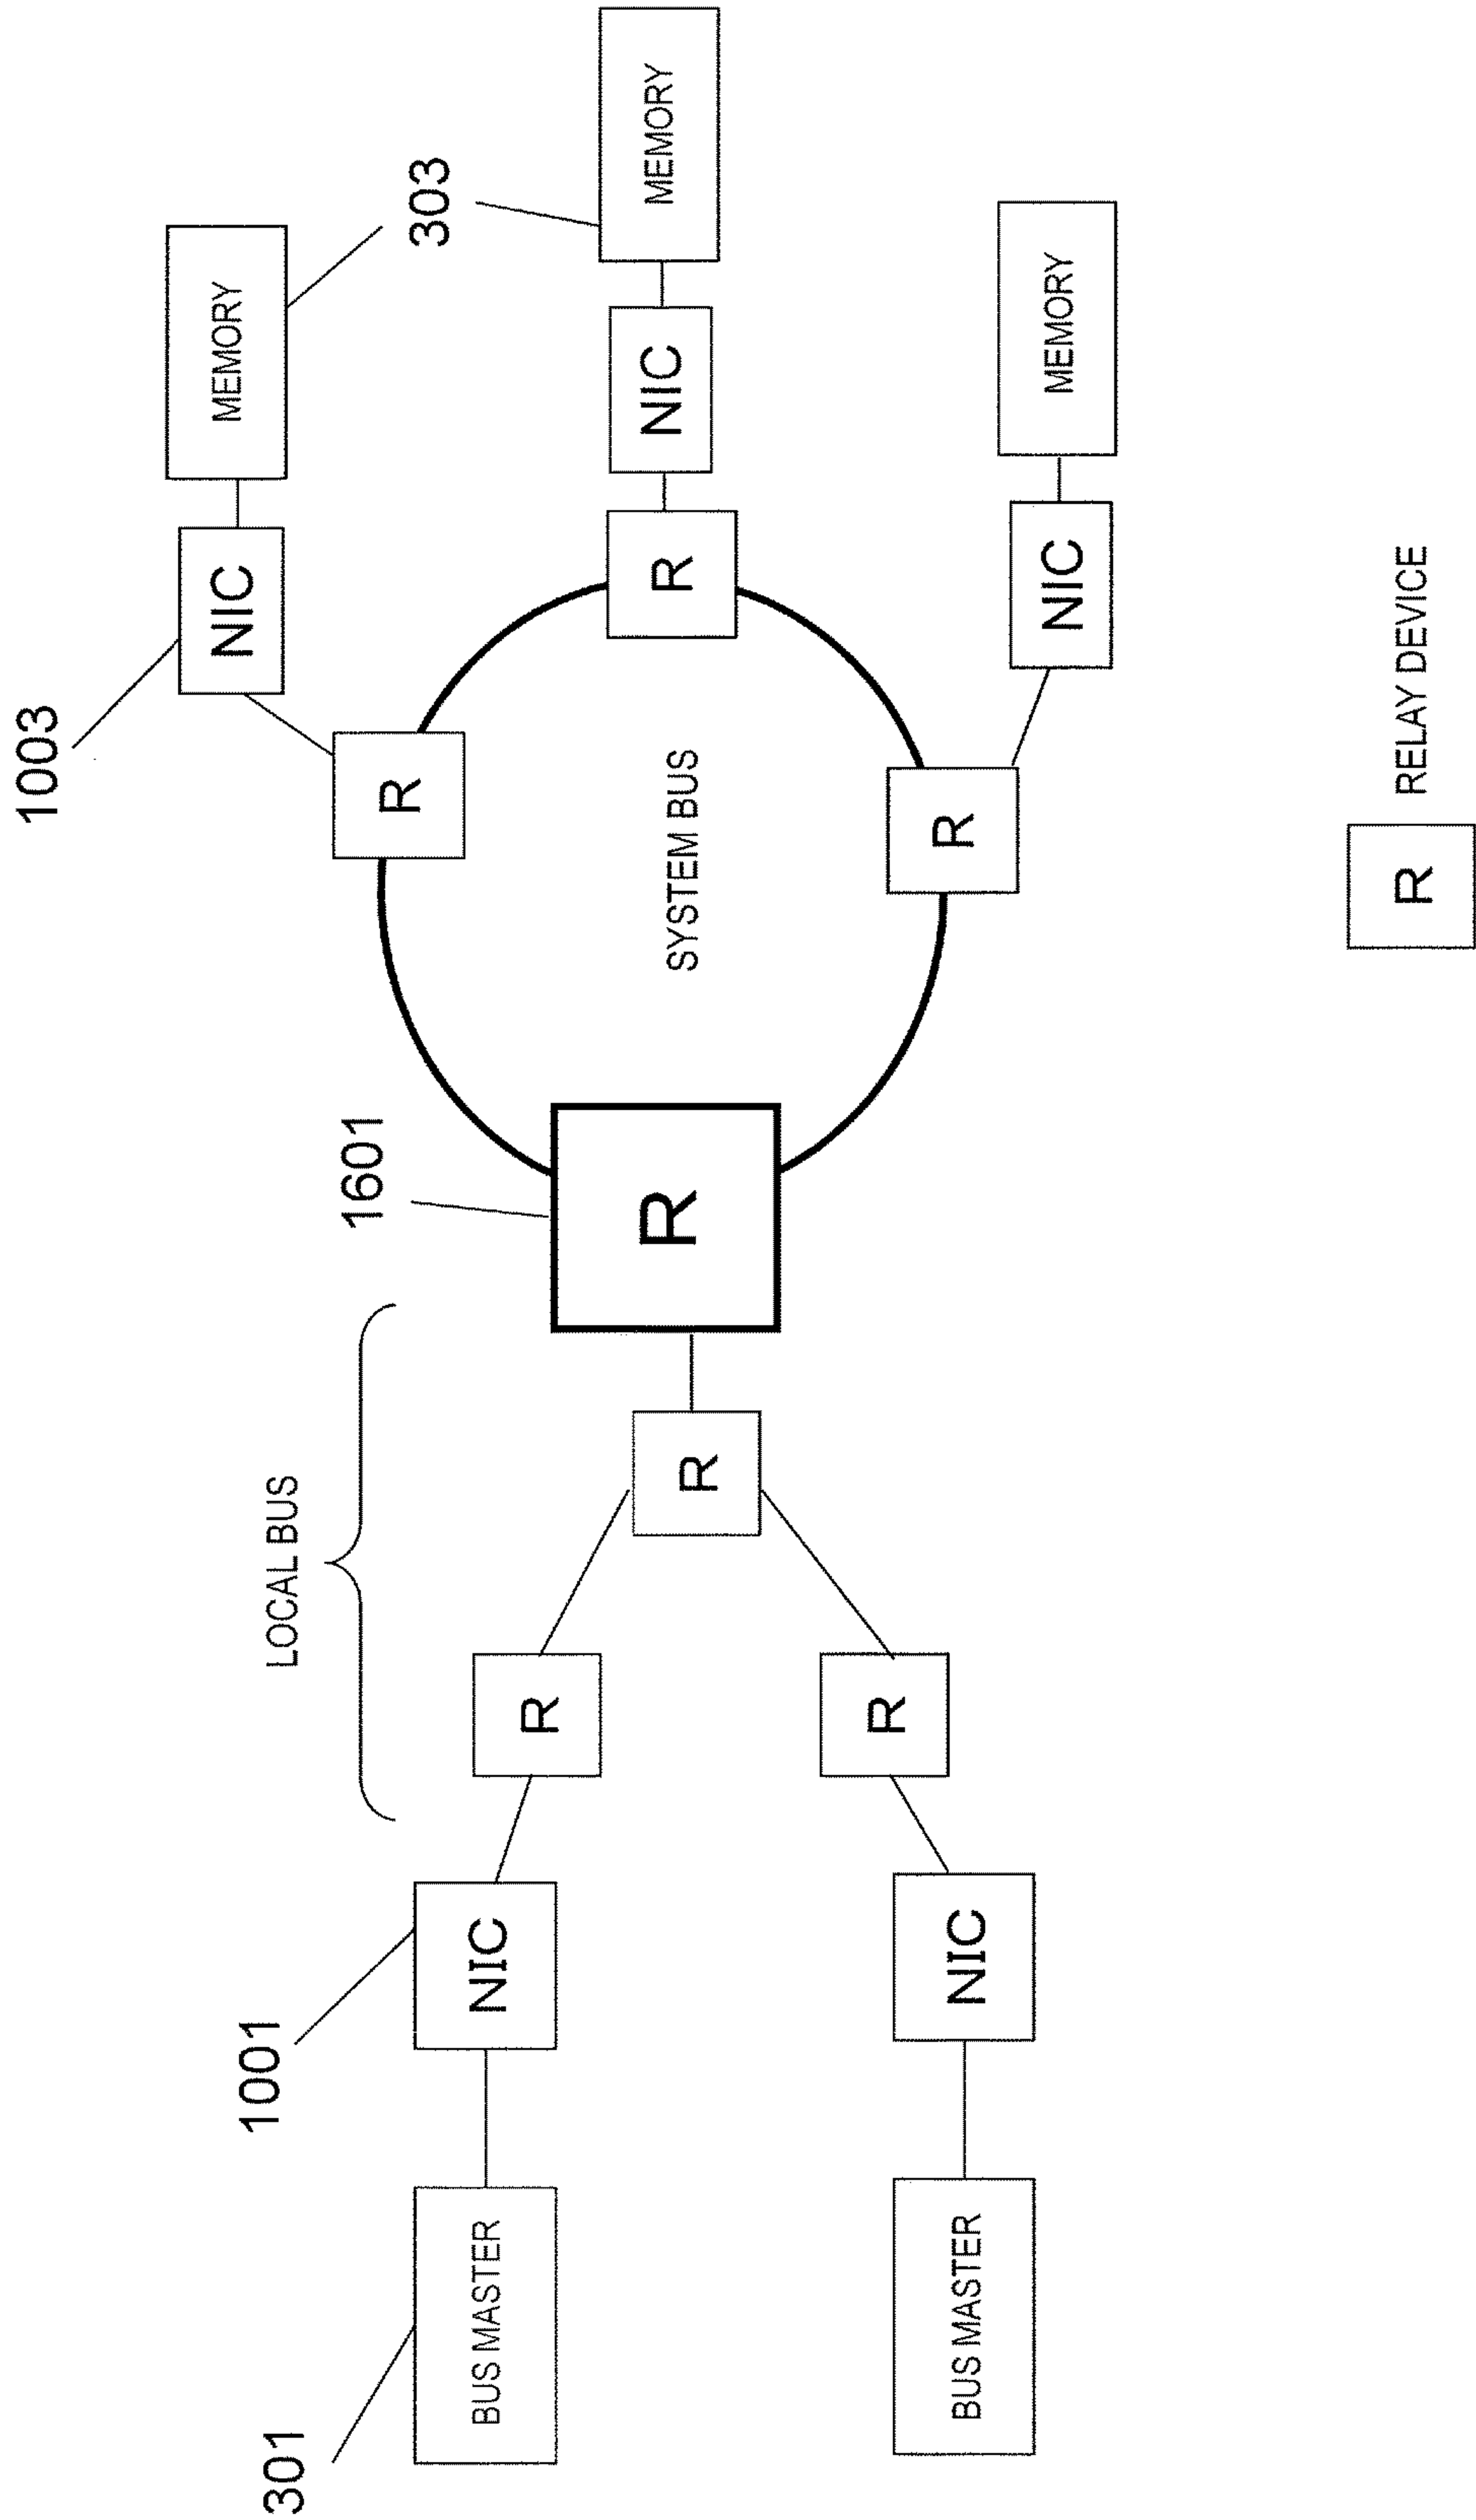 1003
NIC
MEMORY
303
301
1001
LOCAL BUS
1601
R
BUS MASTER
NIC
R
R
R
SYSTEM BUS
R
NIC
MEMORY
BUS MASTER
NIC
R
R
NIC
MEMORY
R
RELAY DEVICE